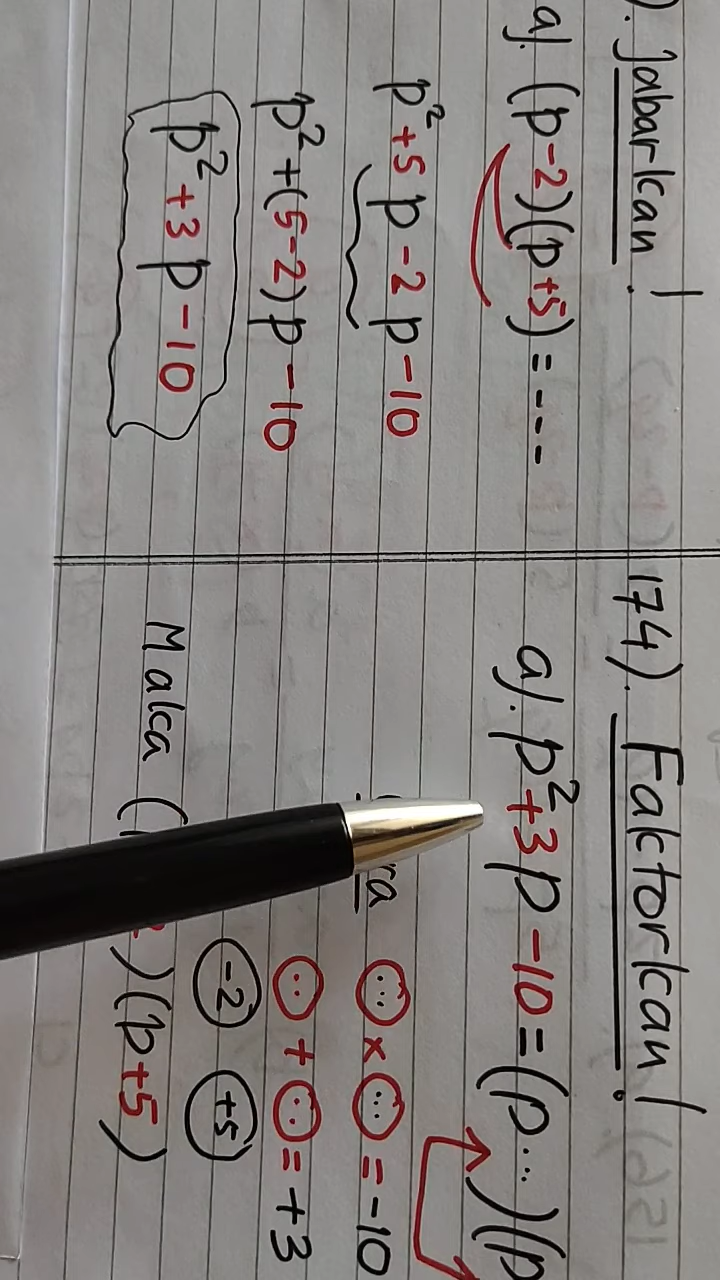 ). Jabarkan!
a). (p-2)(p+5)=---
p²+5p-2p-10
p²+(5-2)p-10
p²+3p-10
174). Faktorkan!
a). p²+3p-10=(p...)(p
... x ... = -10
.. + .. = +3
-2 +5
Maka ( )(p+5)